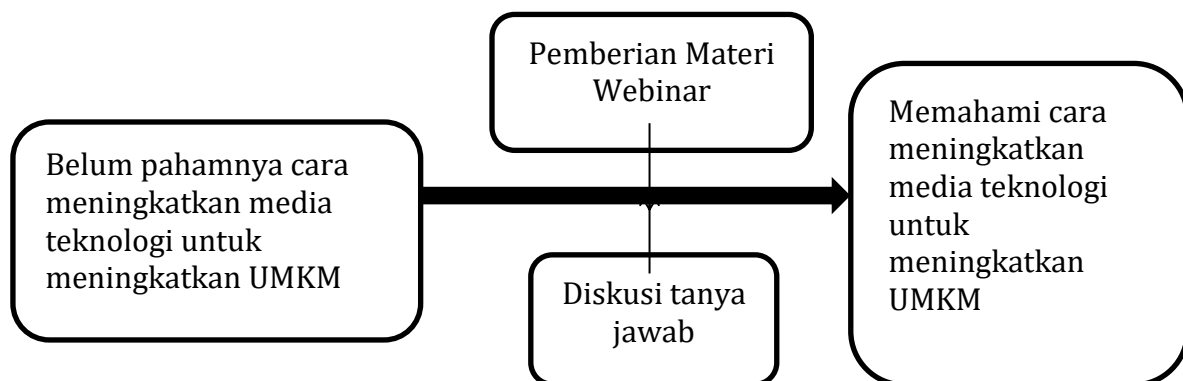 Belum pahamnya cara
meningkatkan media
teknologi untuk
meningkatkan UMKM
Pemberian Materi
Webinar
Diskusi tanya
jawab
Memahami cara
meningkatkan
media teknologi
untuk
meningkatkan
UMKM